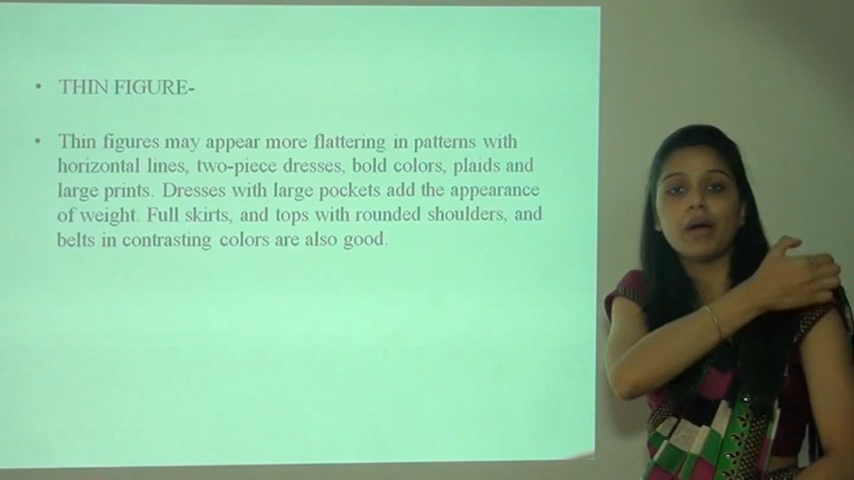 • THIN FIGURE-
• Thin figures may appear more flattering in patterns with
horizontal lines, two-piece dresses, bold colors, plaids and
large prints. Dresses with large pockets add the appearance
of weight. Full skirts, and tops with rounded shoulders, and
belts in contrasting colors are also good.